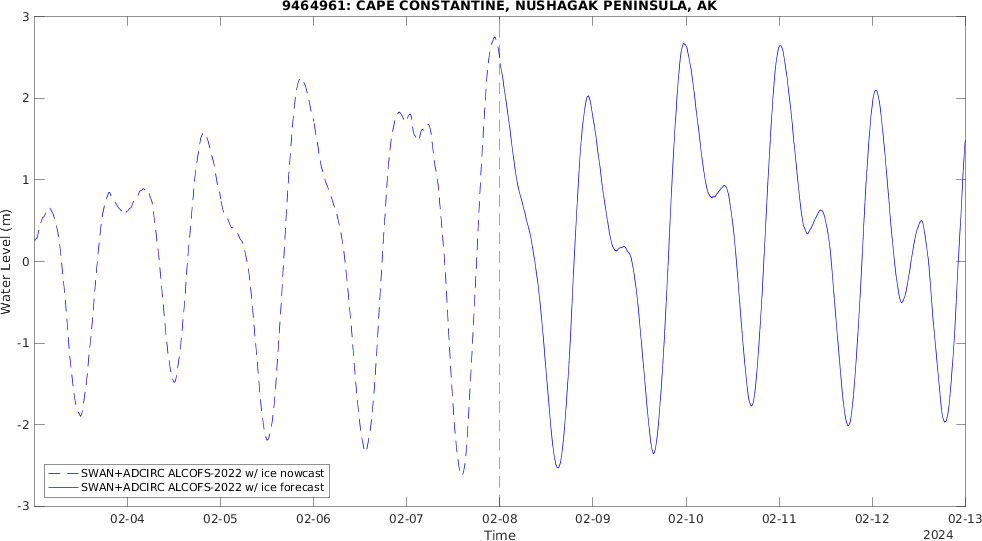 9464961: CAPE CONSTANTINE, NUSHAGAK PENINSULA, AK
Water Level (m)
3
2
1
0
-1
-2
-3
SWAN+ADCIRC ALCOFS-2022 w/ ice nowcast
SWAN+ADCIRC ALCOFS-2022 w/ ice forecast
02-04 02-05 02-06 02-07 02-08 02-09 02-10 02-11 02-12 02-13
Time
2024